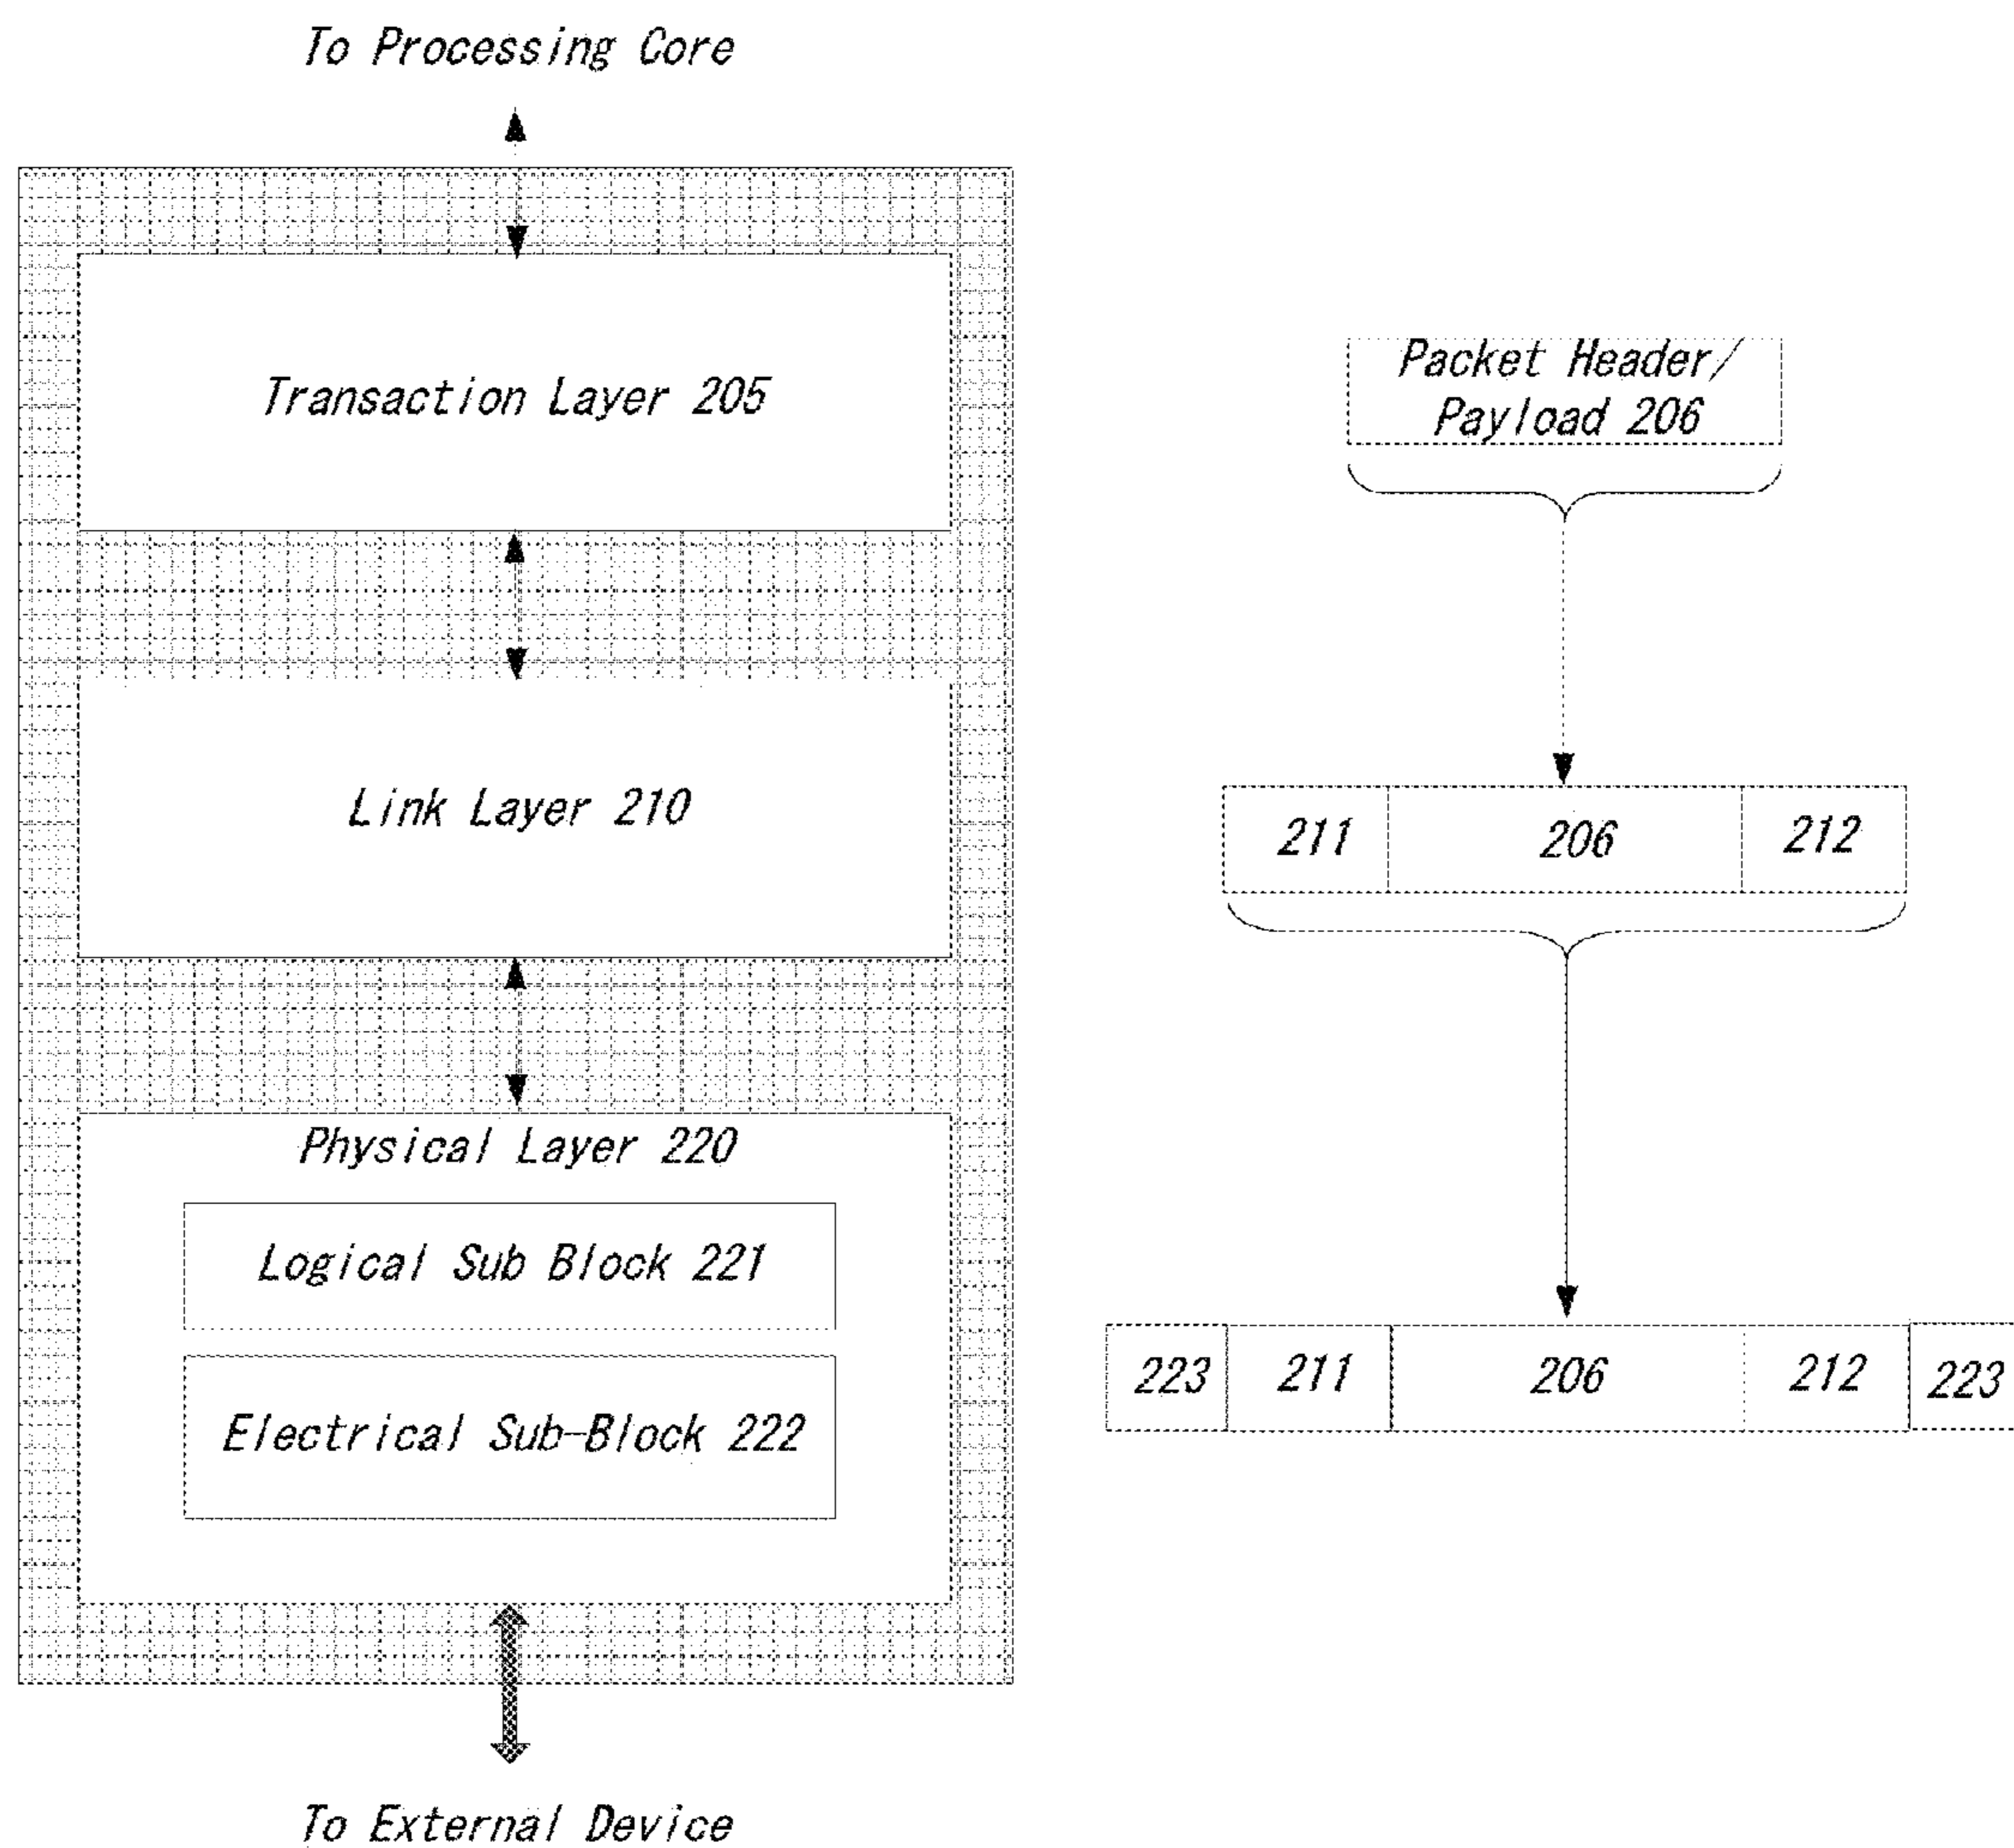 To Processing Core
Transaction Layer 205
Packet Header/
Payload 206
Link Layer 210
211 206 212
Physical Layer 220
Logical Sub Block 221
Electrical Sub-Block 222
223 211 206 212 223
To External Device